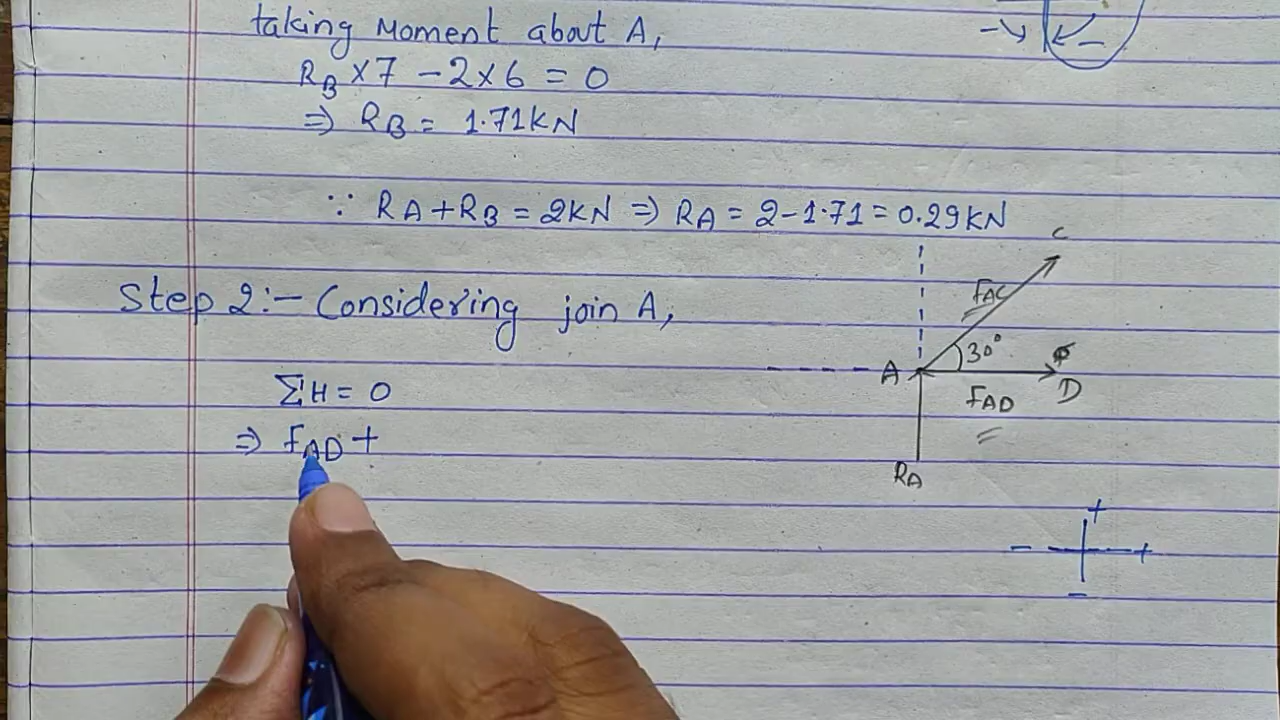 taking Moment about A,
RB × 7 - 2 × 6 = 0
⇒ RB = 1.71 KN
∵ RA + RB = 2KN ⇒ RA = 2 - 1.71 = 0.29 KN
C
FAC
Step 2:- Considering join A,
30°
A
D
FAD
ΣH = 0
⇒ FAD +
RA
+
- +
-